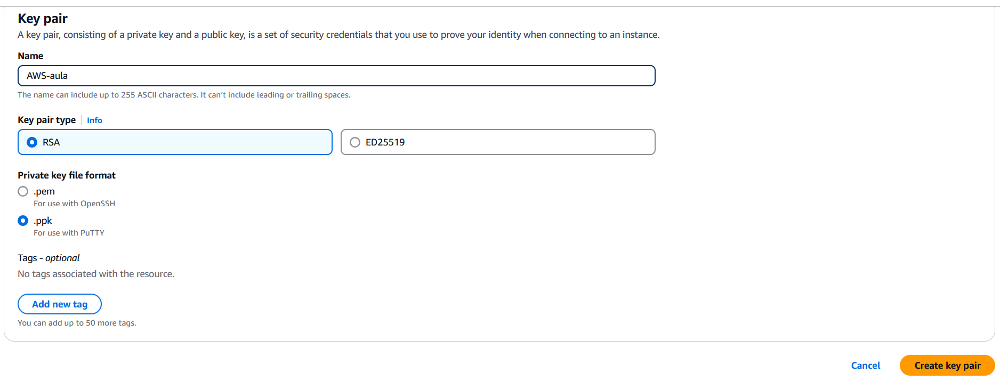 Key pair
A key pair, consisting of a private key and a public key, is a set of security credentials that you use to prove your identity when connecting to an instance.
Name
AWS-aula
The name can include up to 255 ASCII characters. It can't include leading or trailing spaces.
Key pair type Info
RSA ED25519
Private key file format
.pem
For use with OpenSSH
.ppk
For use with PuTTY
Tags - optional
No tags associated with the resource.
Add new tag
You can add up to 50 more tags.
Cancel Create key pair